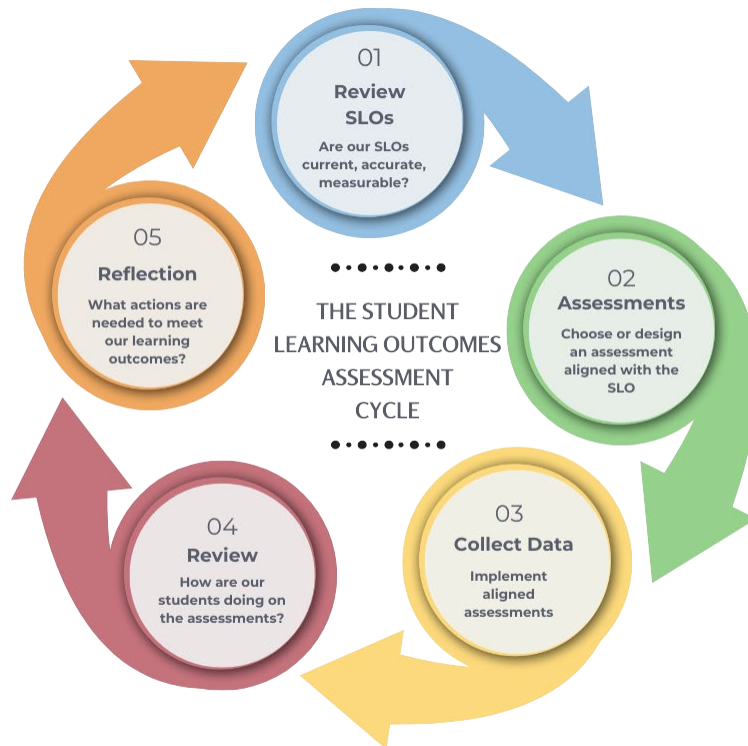 01
Review
SLOs
Are our SLOs
current, accurate,
measurable?
02
Assessments
Choose or design
an assessment
aligned with the
SLO
03
Collect Data
Implement
aligned
assessments
04
Review
How are our
students doing on
the assessments?
05
Reflection
What actions are
needed to meet
our learning
outcomes?
THE STUDENT
LEARNING OUTCOMES
ASSESSMENT
CYCLE